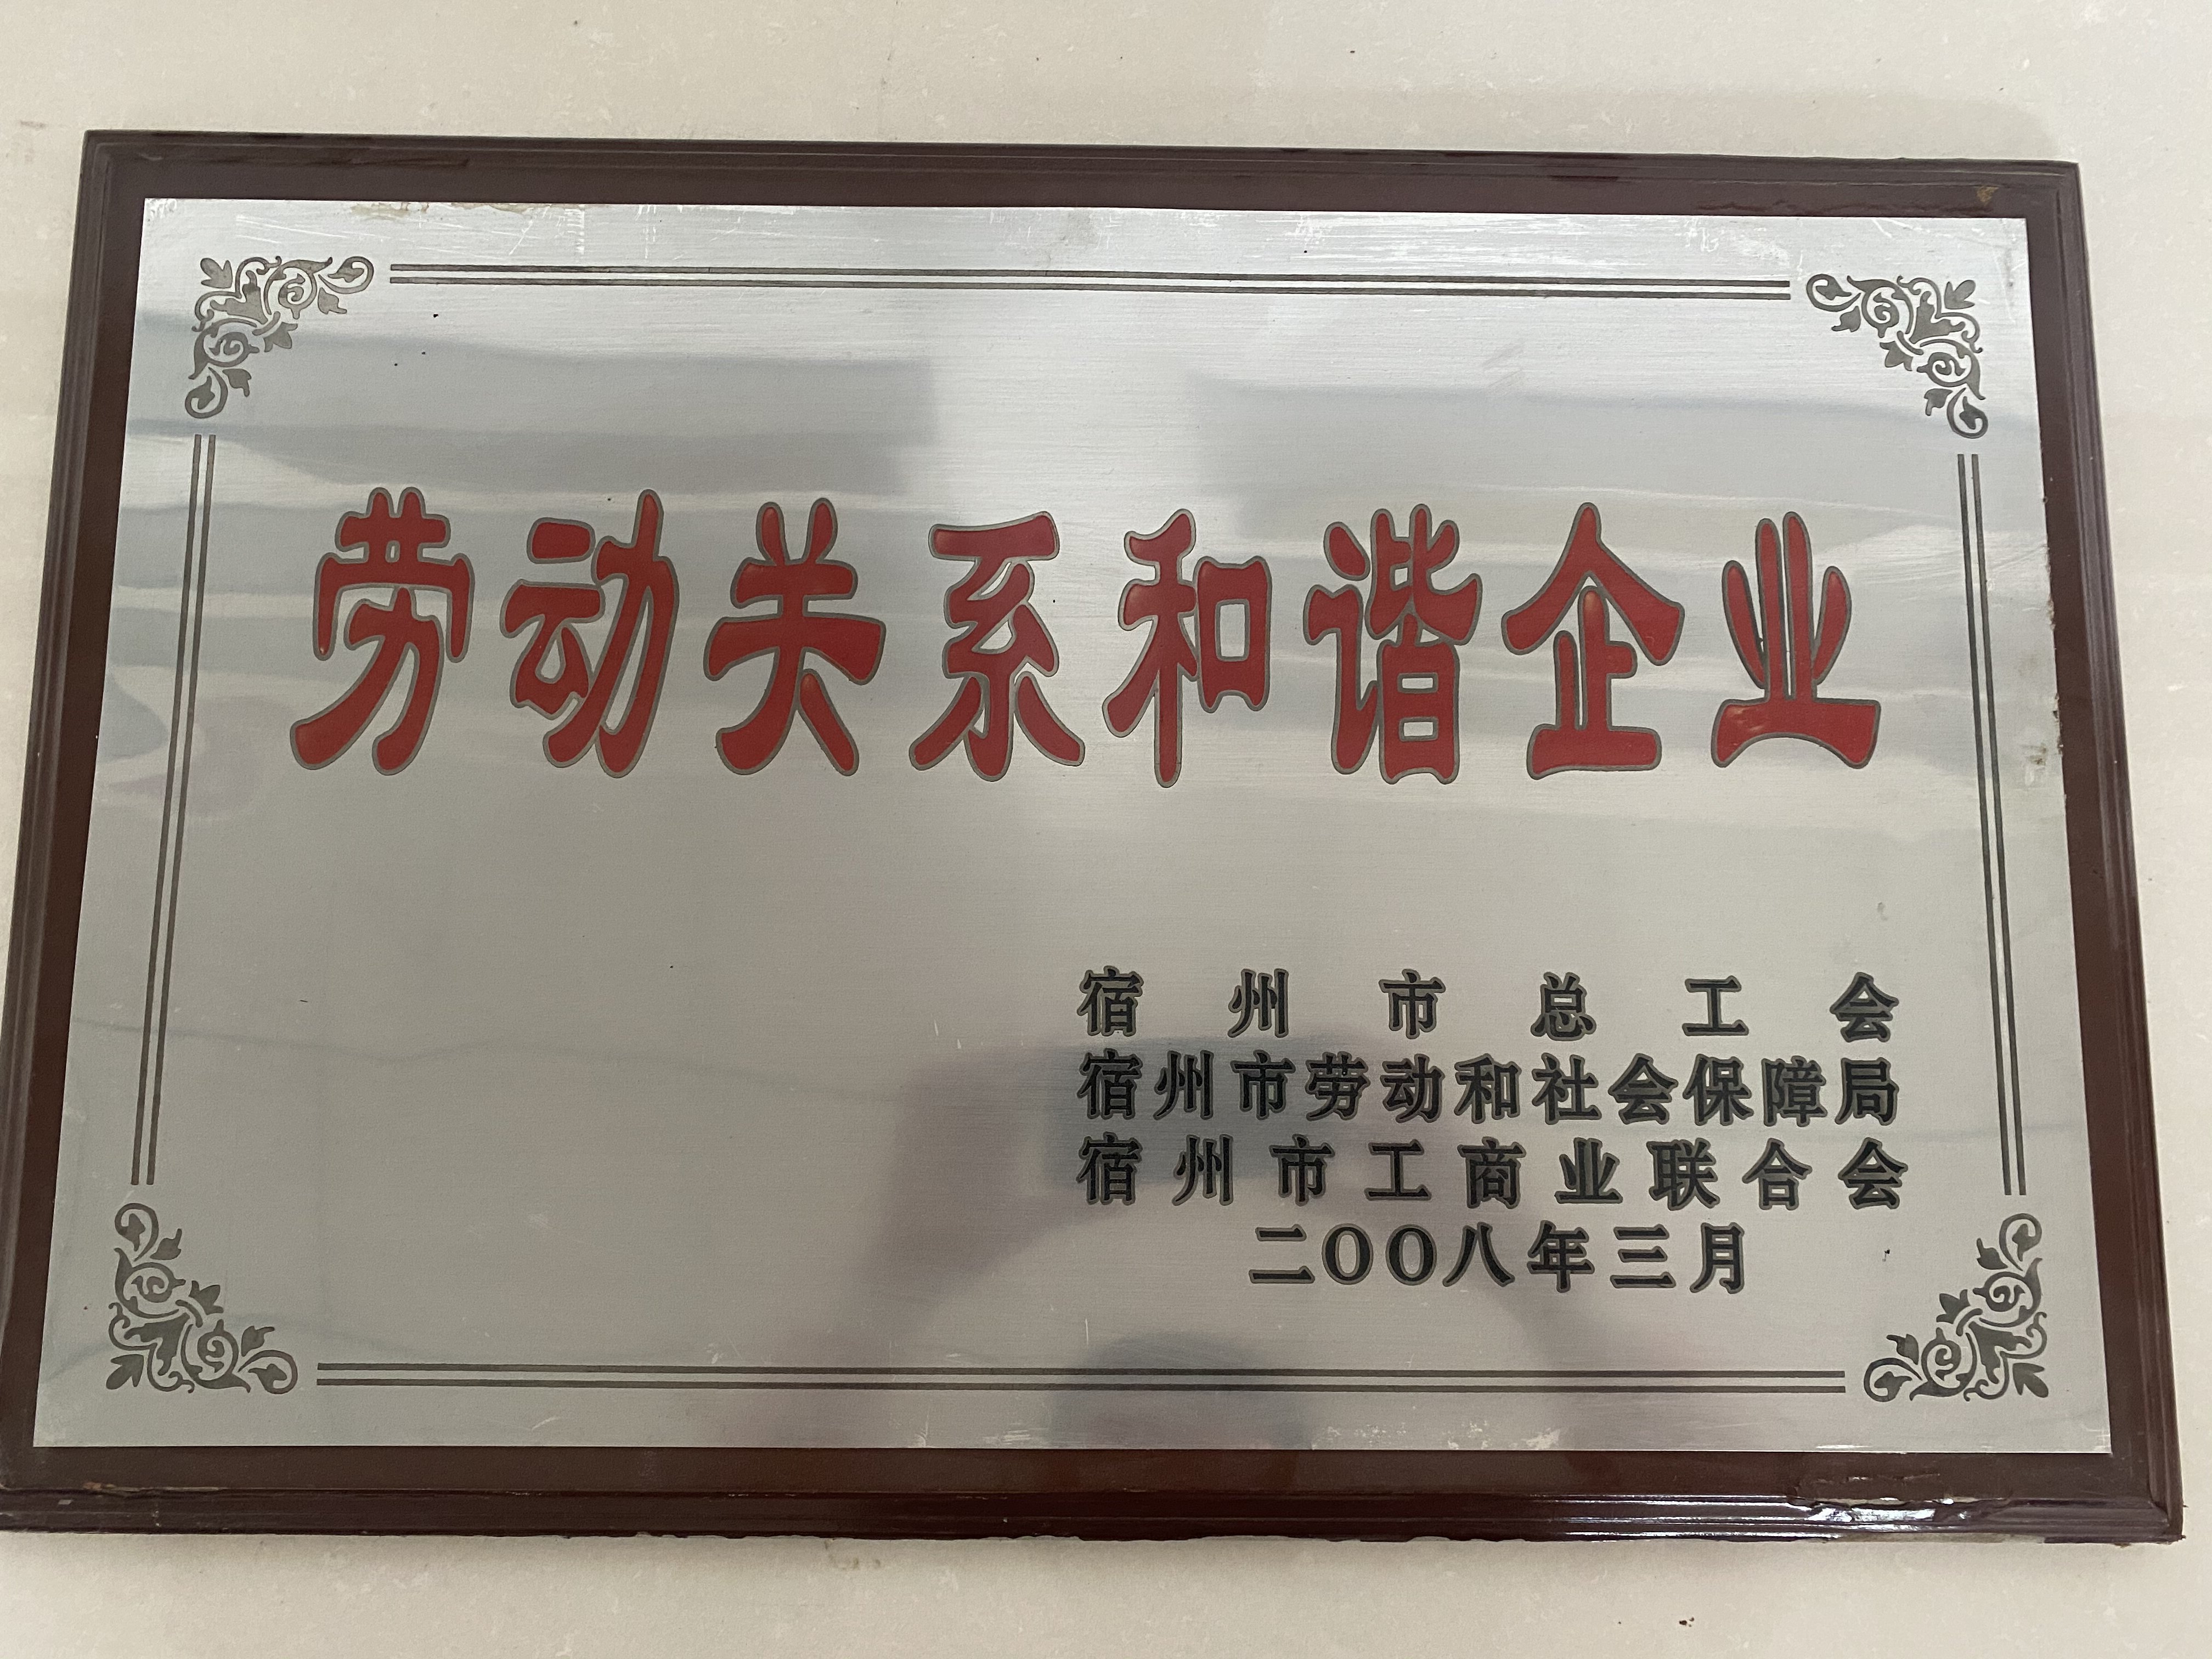 劳动关系和谐企业
宿州市总工会
宿州市劳动和社会保障局
宿州市工商业联合会
二OO八年三月